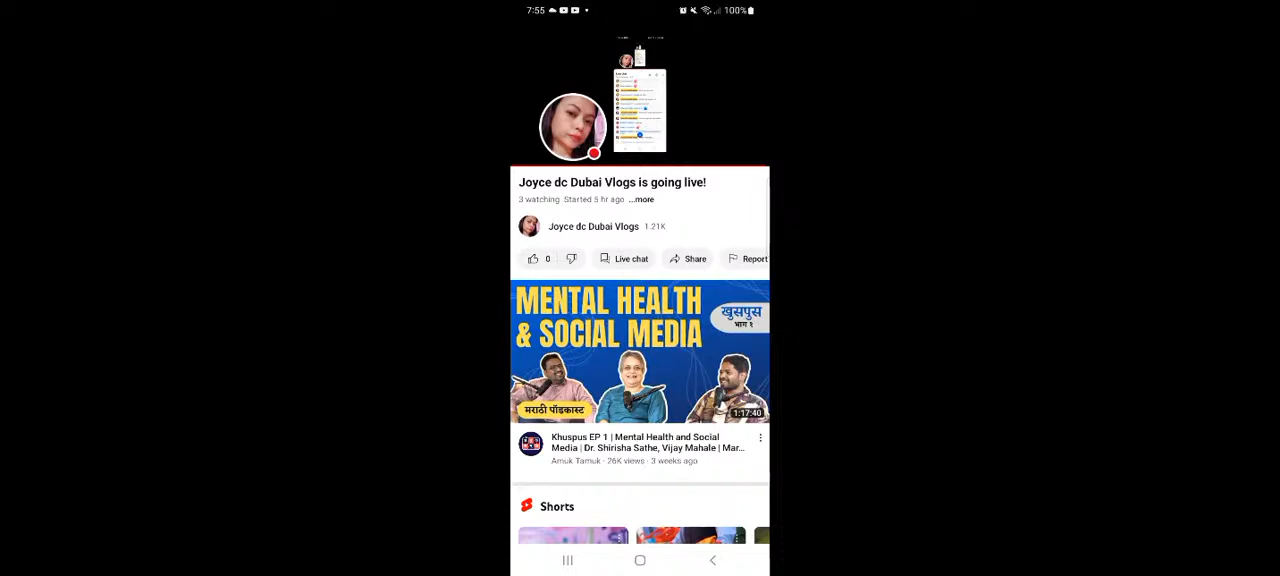 7:55
100%
Joyce dc Dubai Vlogs is going live!
3 watching Started 5 hr ago ...more
Joyce dc Dubai Vlogs 1.21K
0
Live chat
Share
Report
MENTAL HEALTH
& SOCIAL MEDIA
खुसपुस
भाग १
मराठी पॉडकास्ट
1:17:40
Khuspus EP 1 | Mental Health and Social
Media | Dr. Shirisha Sathe, Vijay Mahale | Mar...
Amuk Tamuk · 26K views · 3 weeks ago
Shorts